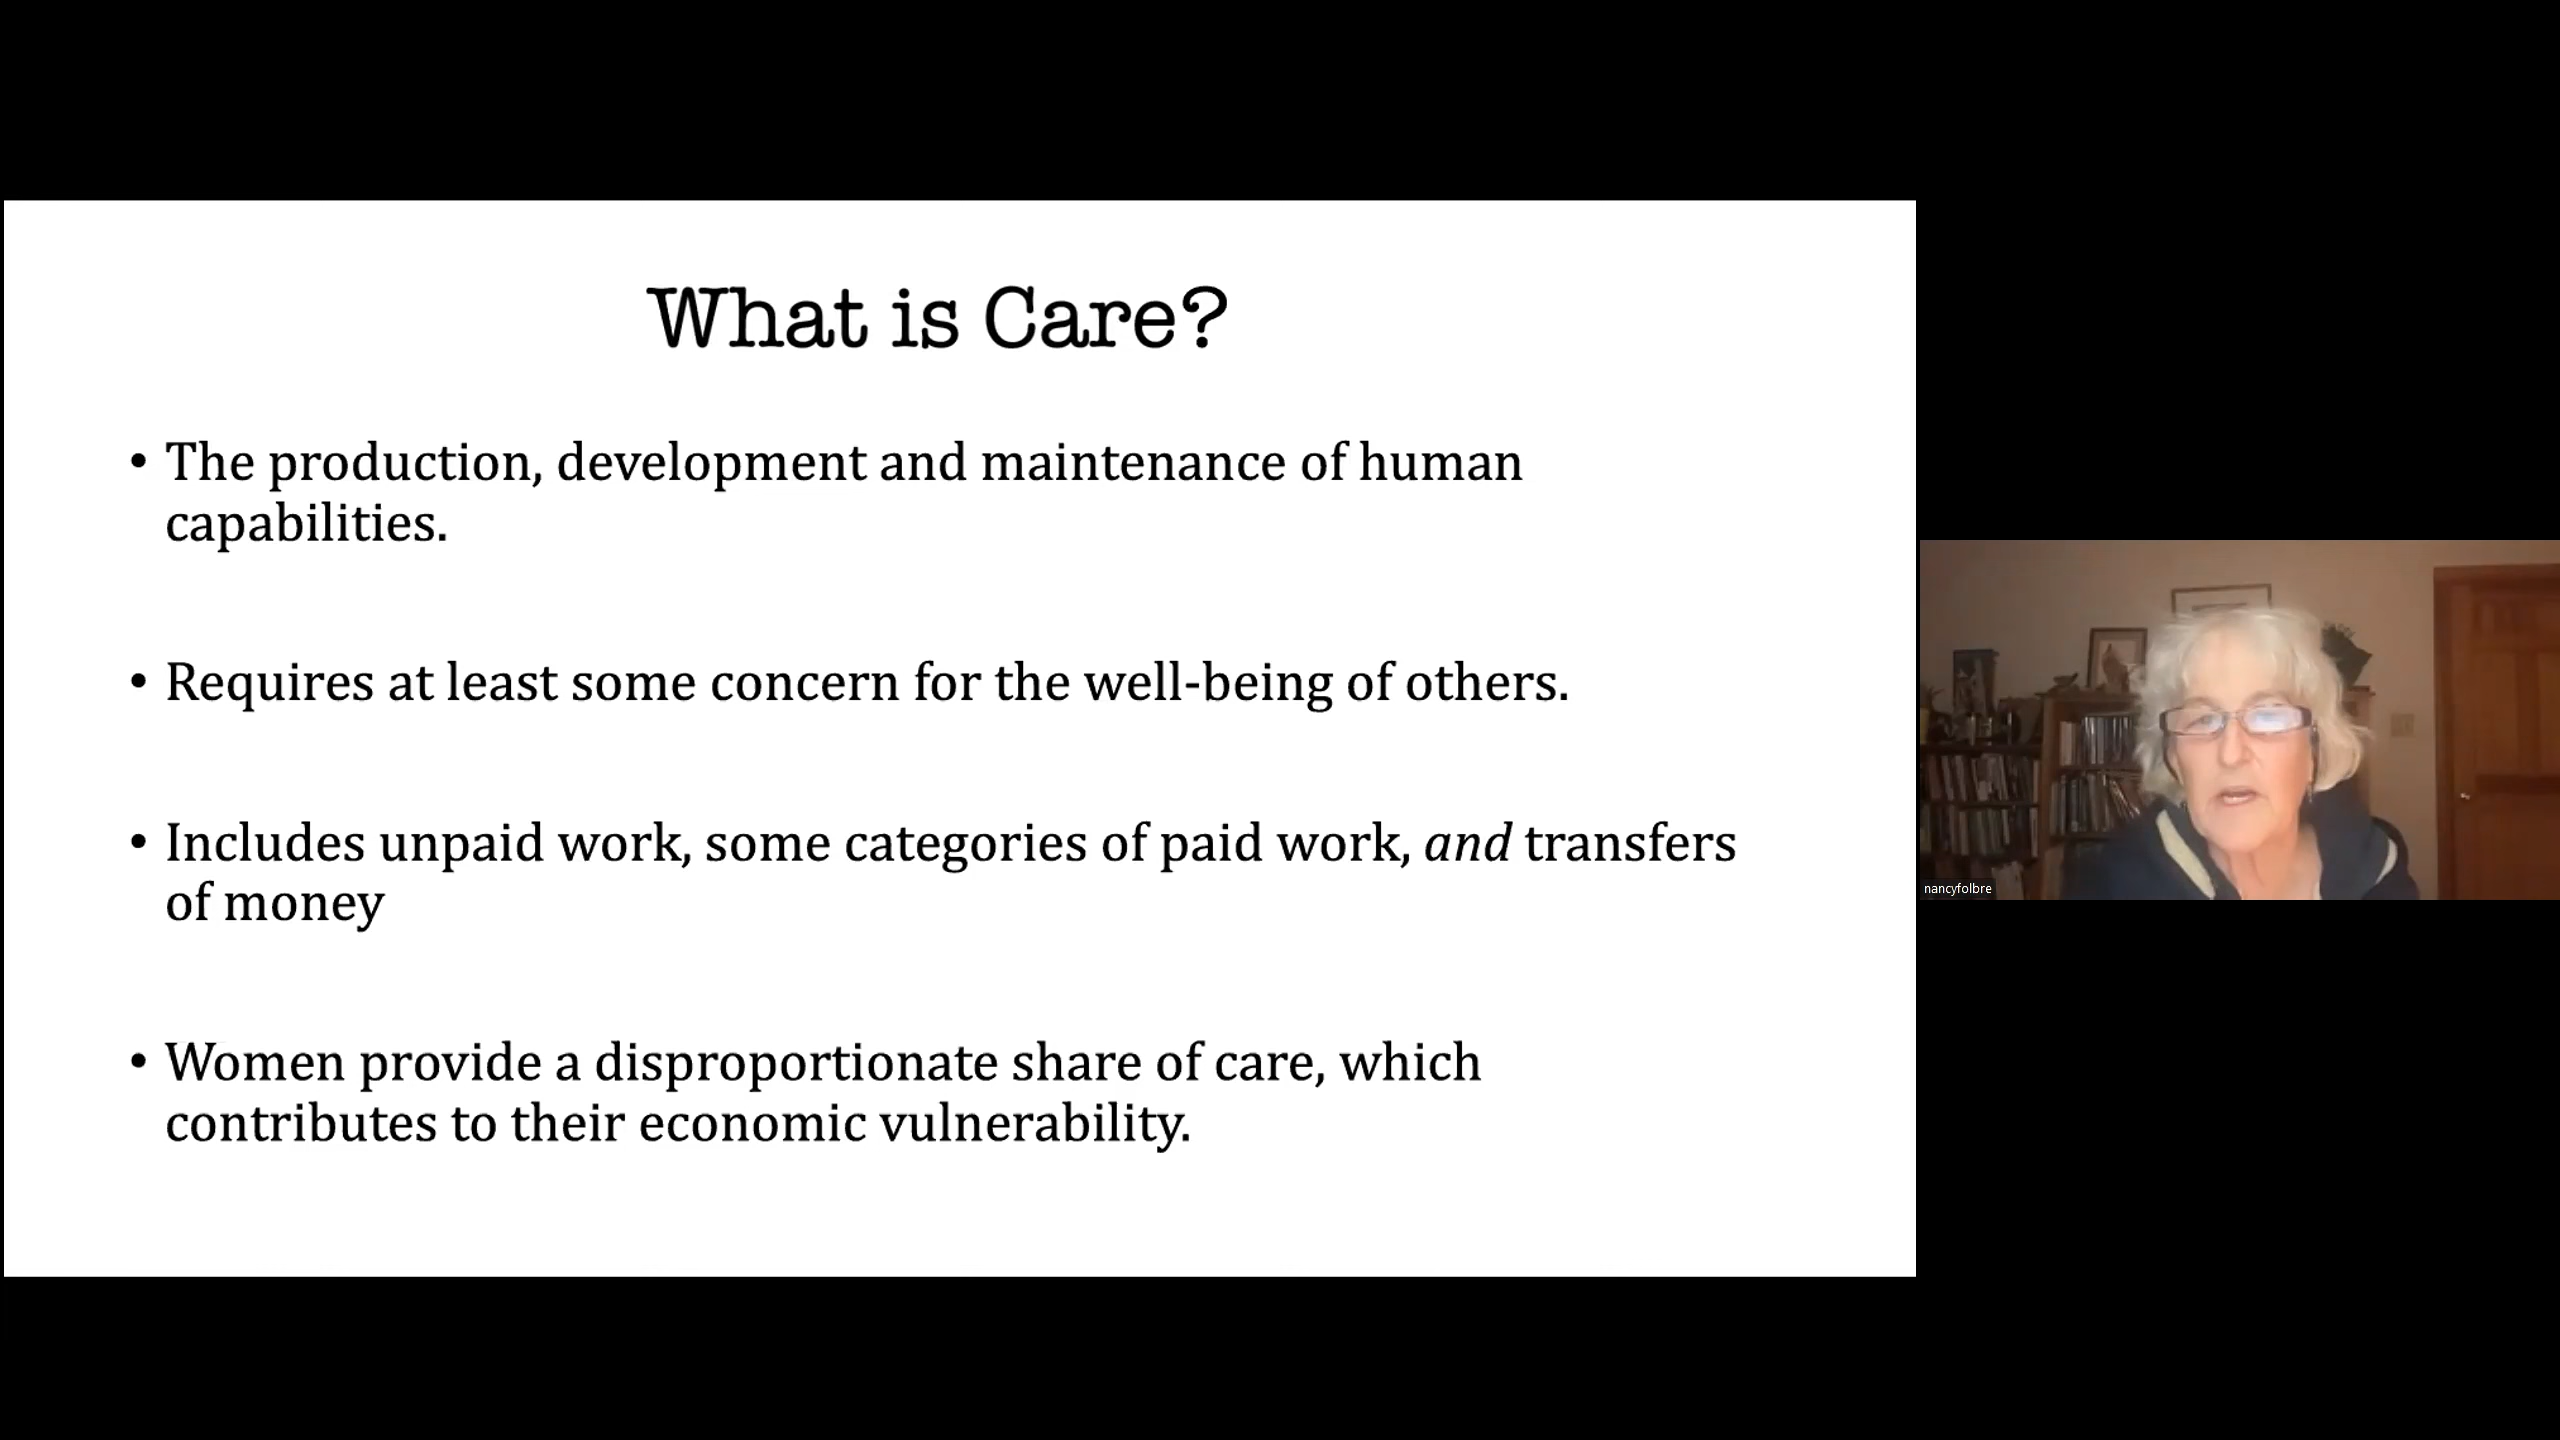 What is Care?
• The production, development and maintenance of human
capabilities.
• Requires at least some concern for the well-being of others.
• Includes unpaid work, some categories of paid work, and transfers
of money
• Women provide a disproportionate share of care, which
contributes to their economic vulnerability.
nancyfolbre